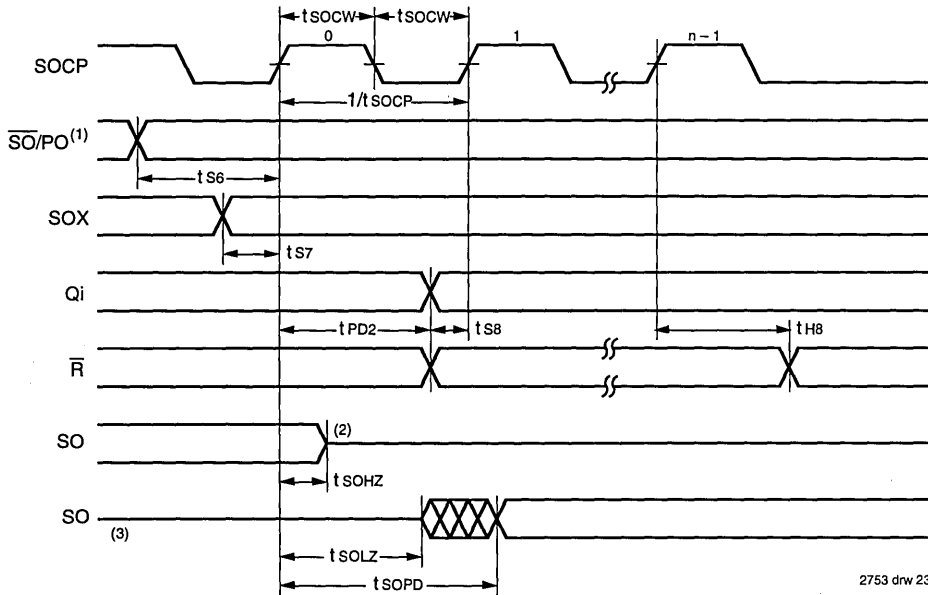 tSOCW tSOCW
0 1 n – 1
SOCP
1/tSOCP
SO/PO(1)
tS6
SOX
tS7
Qi
tPD2 tS8 tH8
R
SO (2)
tSOHZ
SO
(3)
tSOLZ
tSOPD
2753 drw 23